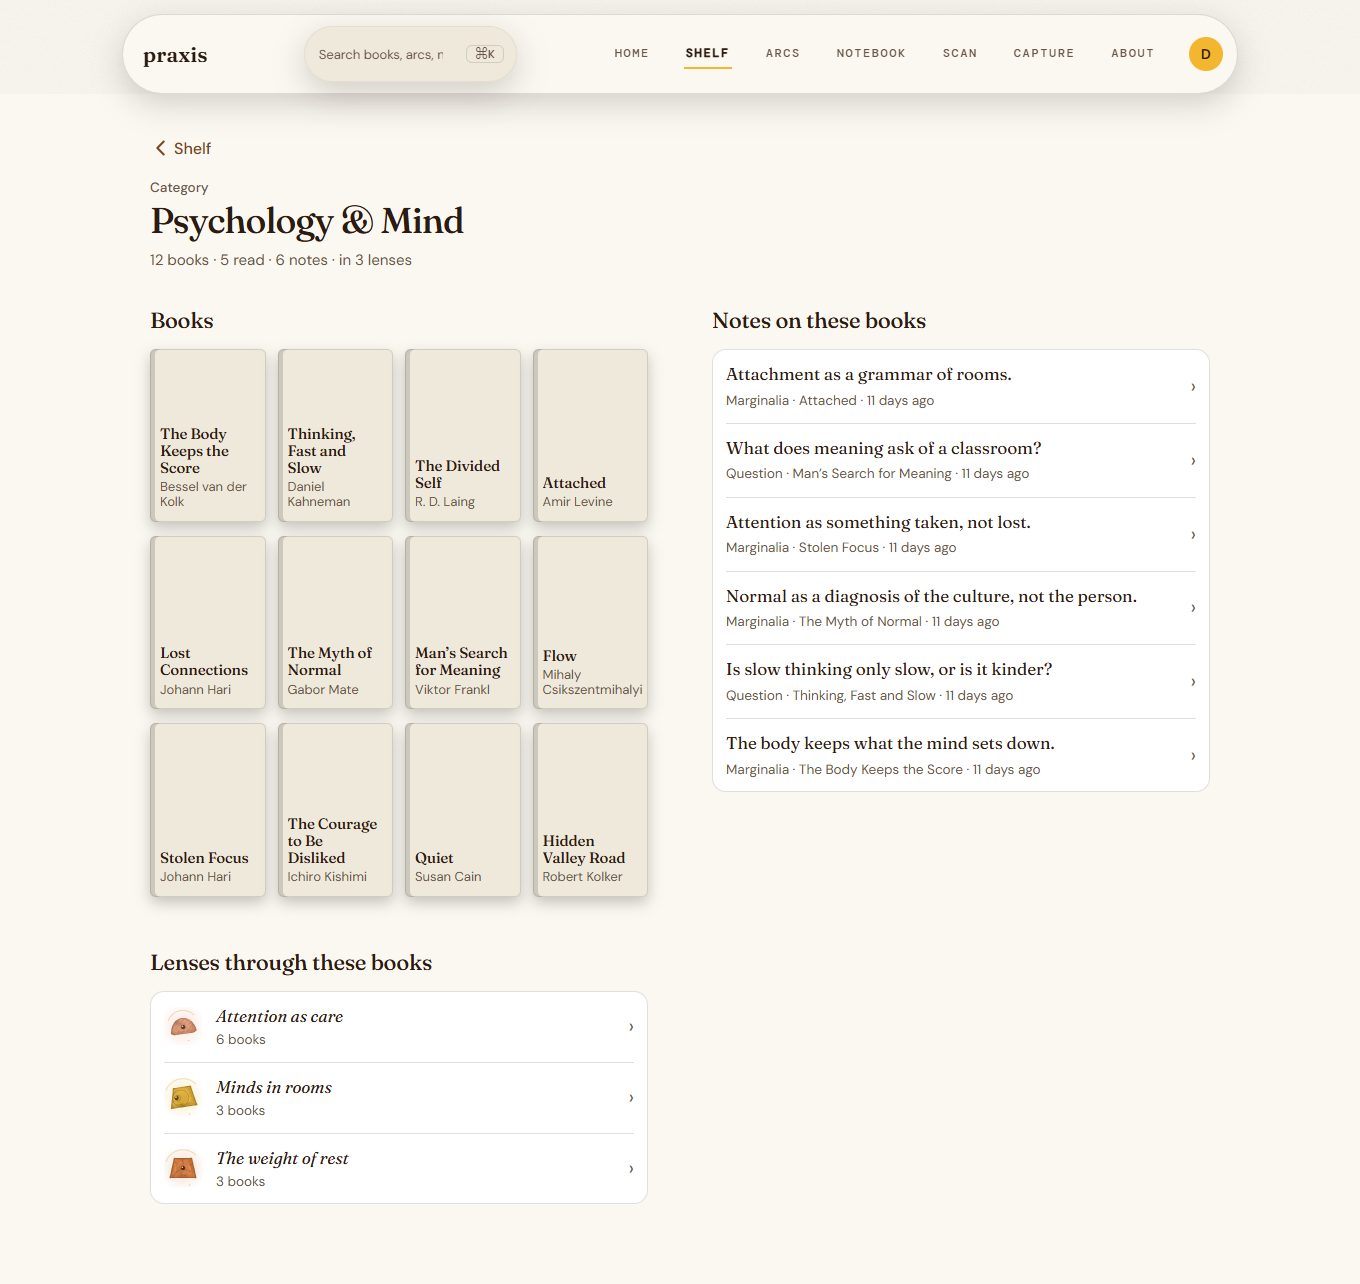 praxis
Search books, arcs, n
⌘K
HOME
SHELF
ARCS
NOTEBOOK
SCAN
CAPTURE
ABOUT
D
Shelf
Category
Psychology & Mind
12 books · 5 read · 6 notes · in 3 lenses
Books
The Body
Keeps the
Score
Bessel van der
Kolk
Thinking,
Fast and
Slow
Daniel
Kahneman
The Divided
Self
R. D. Laing
Attached
Amir Levine
Lost
Connections
Johann Hari
The Myth of
Normal
Gabor Mate
Man’s Search
for Meaning
Viktor Frankl
Flow
Mihaly
Csikszentmihalyi
Stolen Focus
Johann Hari
The Courage
to Be
Disliked
Ichiro Kishimi
Quiet
Susan Cain
Hidden
Valley Road
Robert Kolker
Notes on these books
Attachment as a grammar of rooms.
Marginalia · Attached · 11 days ago
What does meaning ask of a classroom?
Question · Man’s Search for Meaning · 11 days ago
Attention as something taken, not lost.
Marginalia · Stolen Focus · 11 days ago
Normal as a diagnosis of the culture, not the person.
Marginalia · The Myth of Normal · 11 days ago
Is slow thinking only slow, or is it kinder?
Question · Thinking, Fast and Slow · 11 days ago
The body keeps what the mind sets down.
Marginalia · The Body Keeps the Score · 11 days ago
Lenses through these books
Attention as care
6 books
Minds in rooms
3 books
The weight of rest
3 books